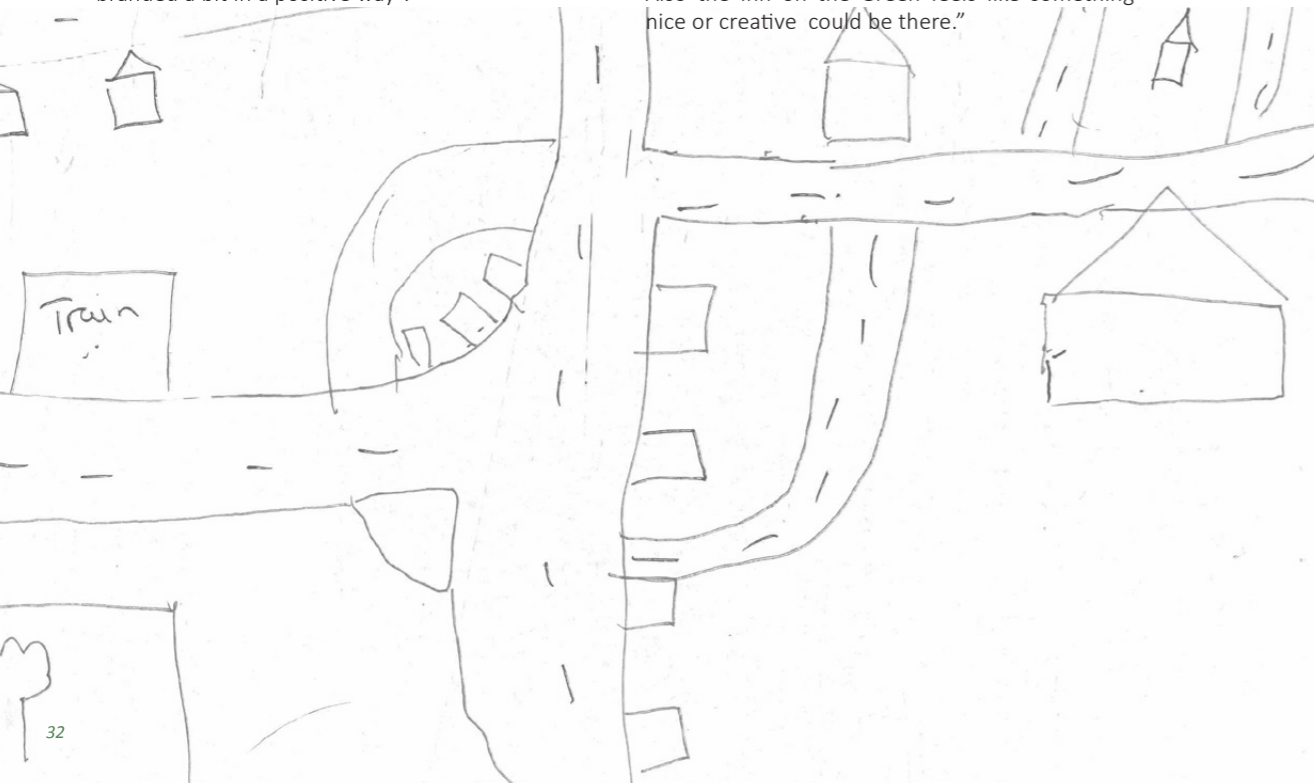 branded a bit in a positive way".
Also the Inn on the Green feels like something
nice or creative could be there."
Train
32